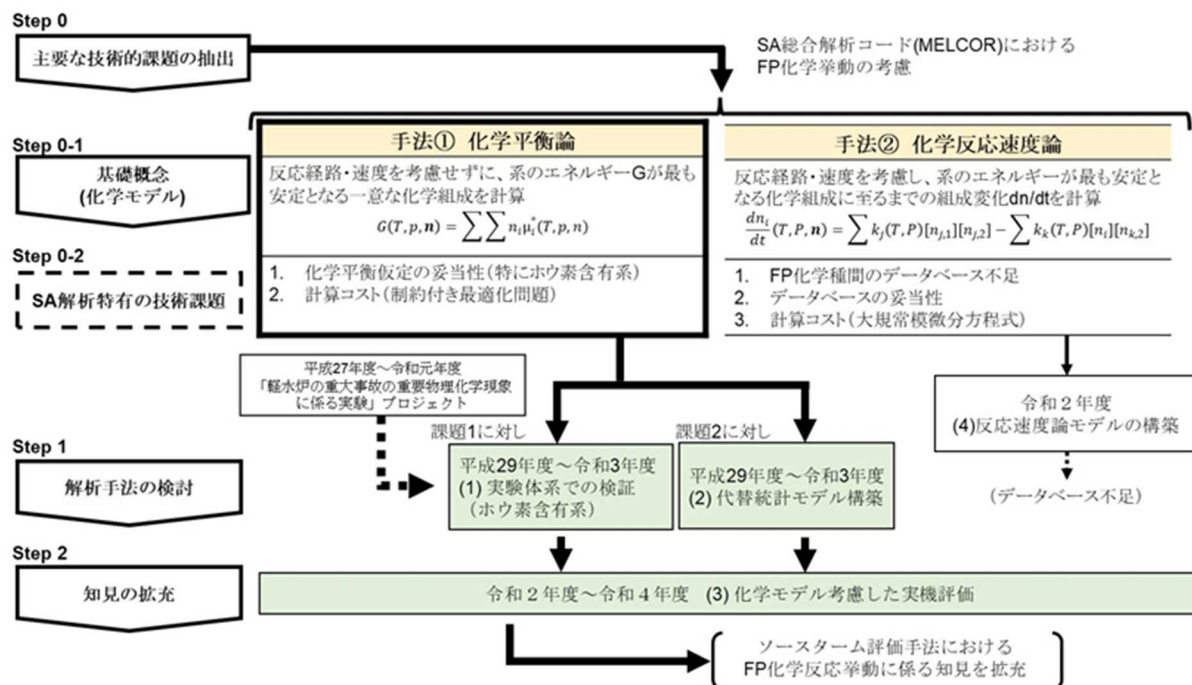 Step 0
主要な技術的課題の抽出
SA総合解析コード(MELCOR)における
FP化学挙動の考慮
Step 0-1
基礎概念
(化学モデル)
手法① 化学平衡論
反応経路・速度を考慮せずに、系のエネルギーGが最も
安定となる一意な化学組成を計算
G(T,p,n) = ∑∑ nᵢμᵢ*(T,p,n)
手法② 化学反応速度論
反応経路・速度を考慮し、系のエネルギーが最も安定と
なる化学組成に至るまでの組成変化dn/dtを計算
dnᵢ/dt (T,P,n) = ∑ kⱼ(T,P)[nⱼ,₁][nⱼ,₂] − ∑ kₖ(T,P)[nᵢ][nₖ,₂]
Step 0-2
SA解析特有の技術課題
1. 化学平衡仮定の妥当性(特にホウ素含有系)
2. 計算コスト(制約付き最適化問題)
1. FP化学種間のデータベース不足
2. データベースの妥当性
3. 計算コスト(大規常模微分方程式)
平成27年度～令和元年度
「軽水炉の重大事故の重要物理化学現象
に係る実験」プロジェクト
令和2年度
(4)反応速度論モデルの構築
(データベース不足)
Step 1
解析手法の検討
課題1に対し
平成29年度～令和3年度
(1) 実験体系での検証
(ホウ素含有系)
課題2に対し
平成29年度～令和3年度
(2) 代替統計モデル構築
Step 2
知見の拡充
令和2年度～令和4年度 (3) 化学モデル考慮した実機評価
ソースターム評価手法における
FP化学反応挙動に係る知見を拡充